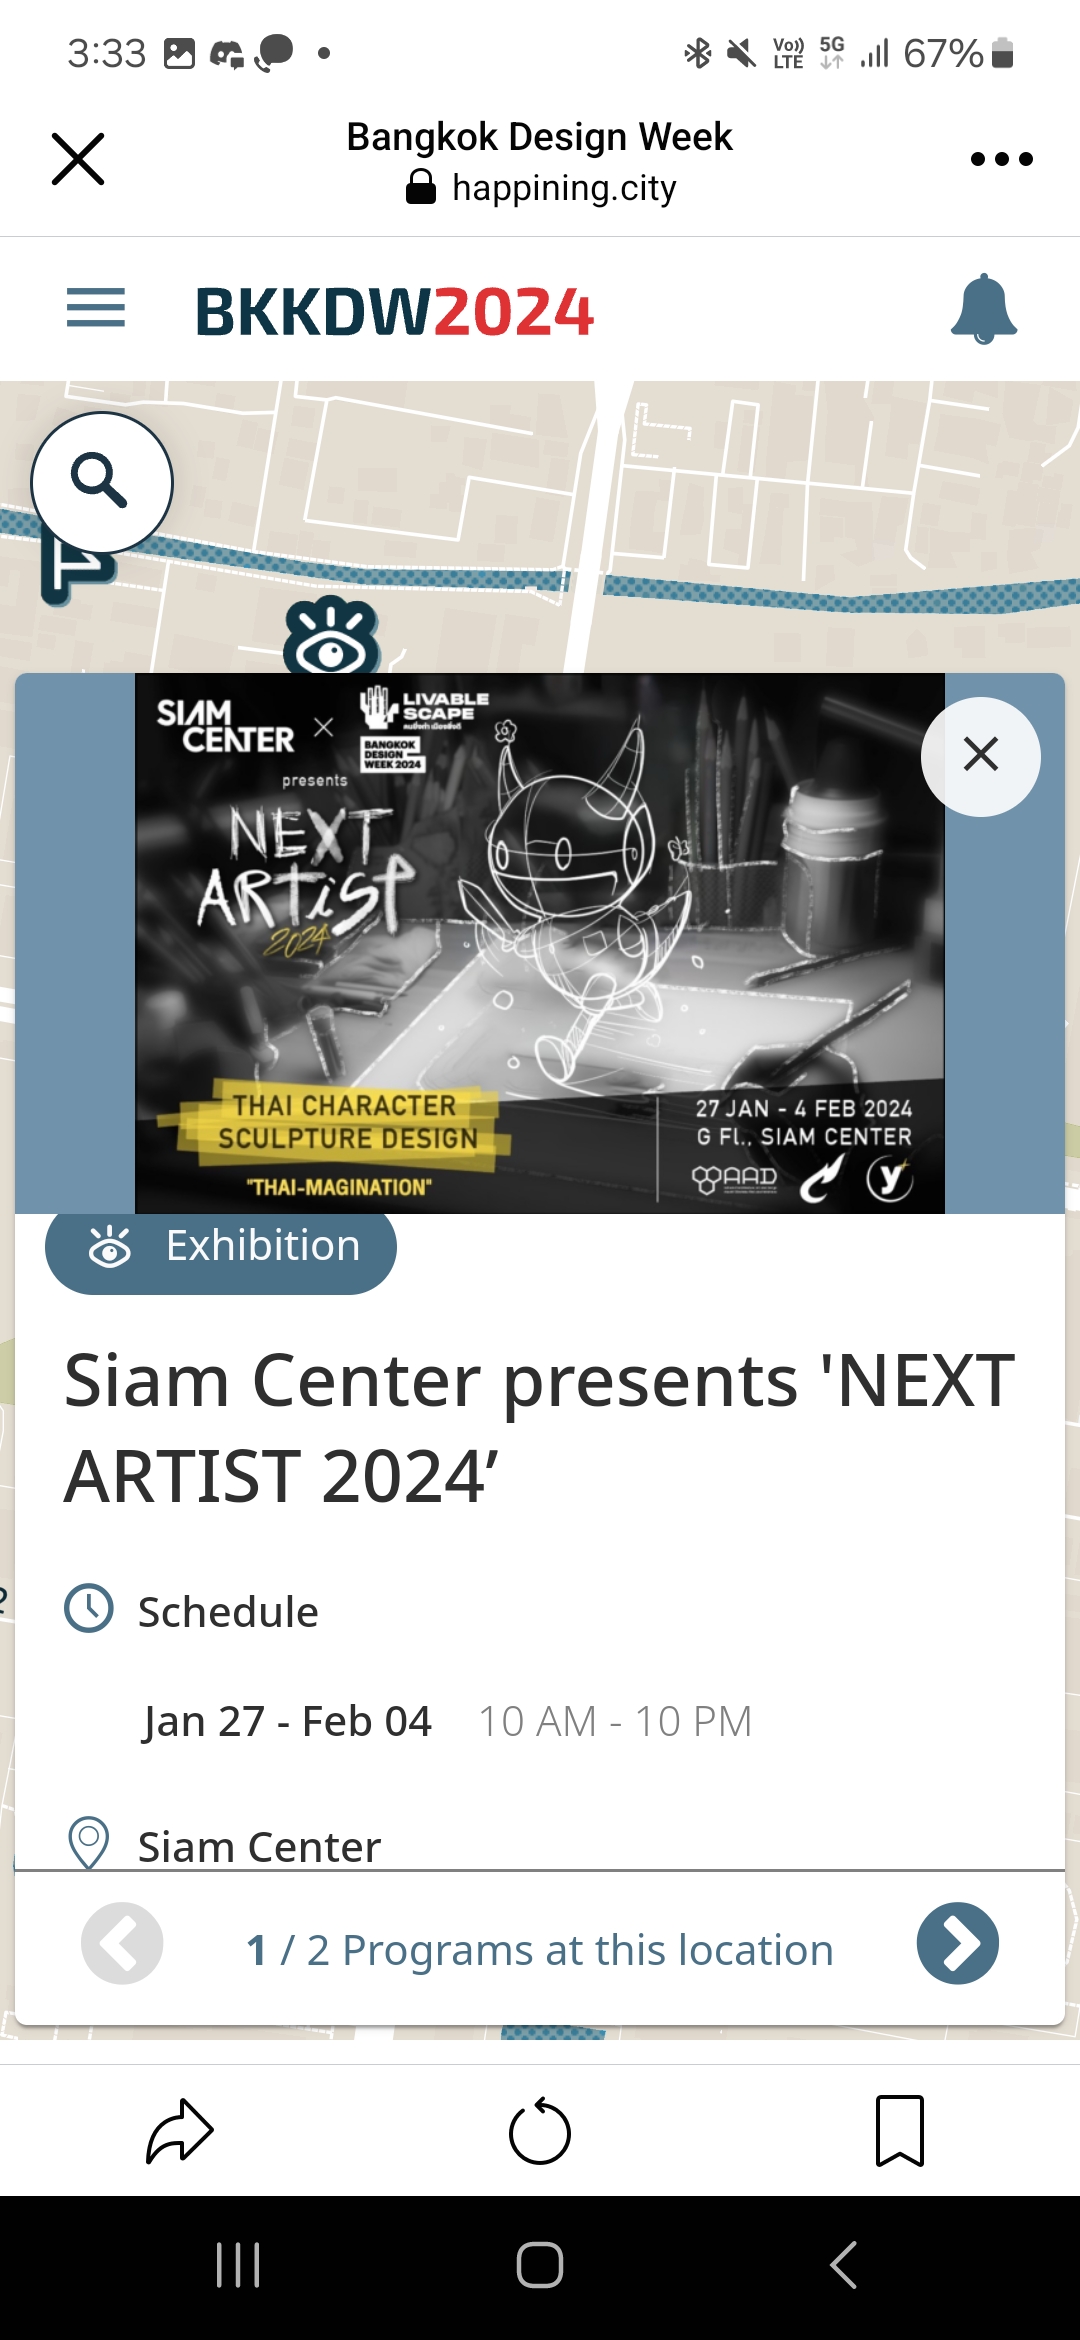 3:33
Vo)) LTE
5G
67%
Bangkok Design Week
happining.city
BKKDW2024
SIAM CENTER
×
LIVABLE SCAPE
BANGKOK DESIGN WEEK 2024
presents
NEXT
ARTiST
2024
THAI CHARACTER
SCULPTURE DESIGN
"THAI-MAGINATION"
27 JAN - 4 FEB 2024
G FL., SIAM CENTER
AAD
y
Exhibition
Siam Center presents 'NEXT
ARTIST 2024’
Schedule
Jan 27 - Feb 04 10 AM - 10 PM
Siam Center
1 / 2 Programs at this location